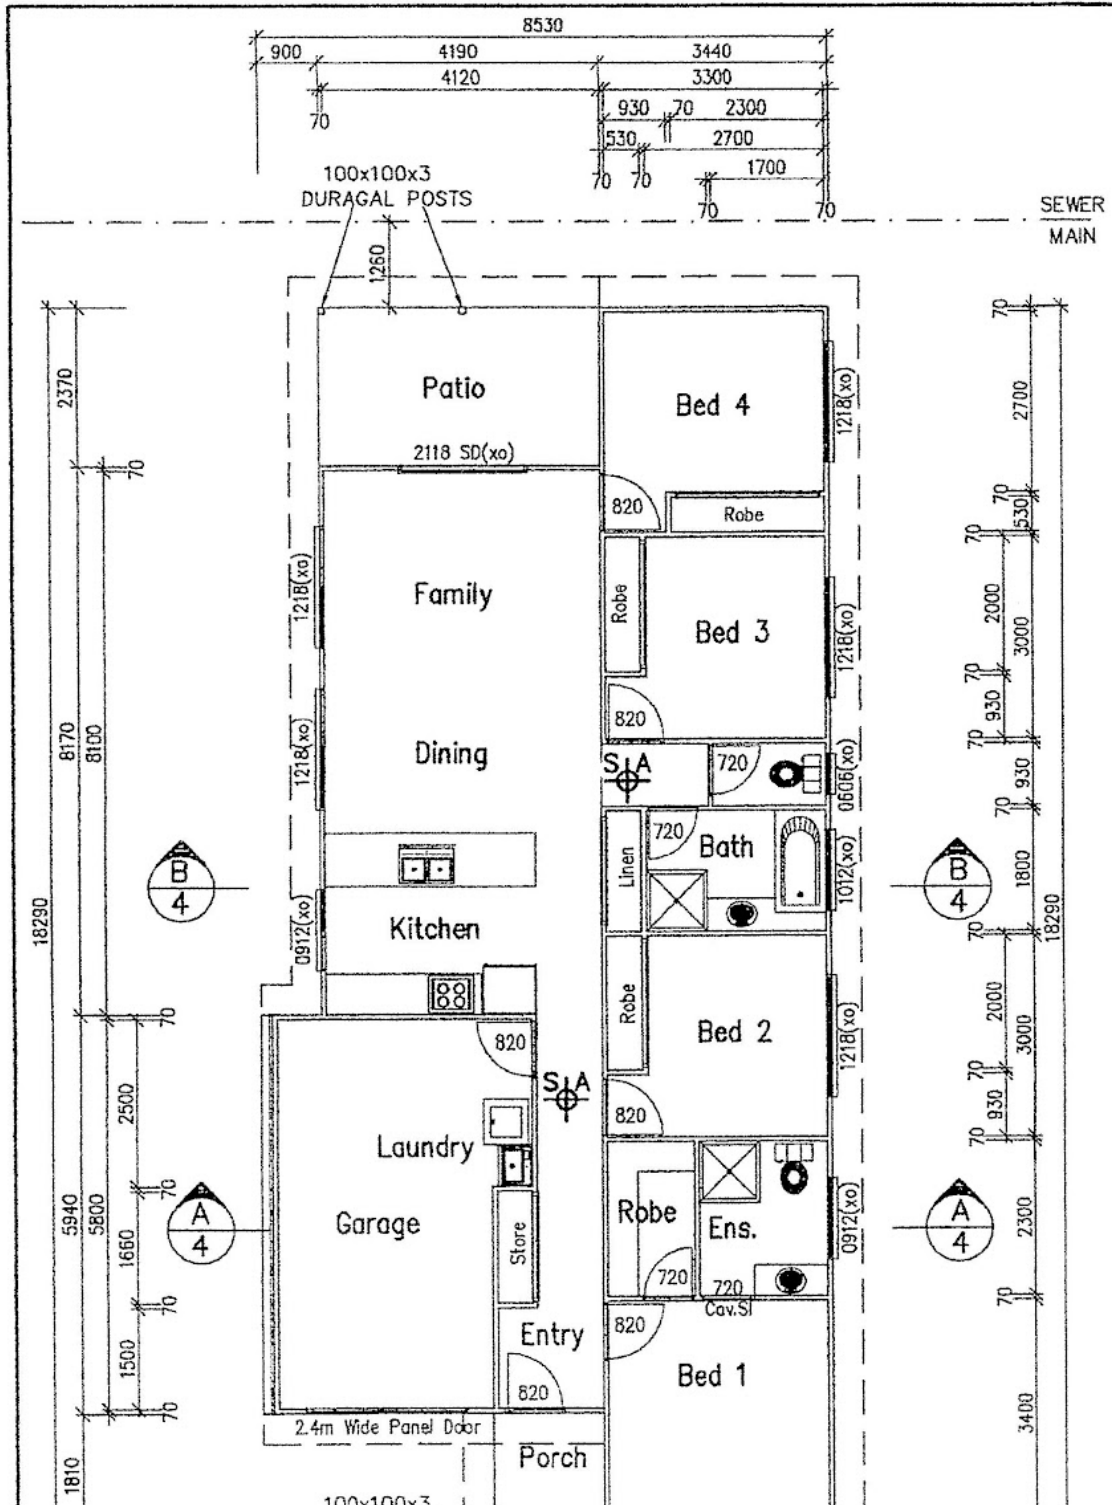 8530
900 4190 3440
4120 3300
70 930 70 2300
530 2700
100x100x3 70 70 1700
DURAGAL POSTS 70 70
SEWER
MAIN
1260
70
2370
Patio
Bed 4
1218(xo)
2700
2118 SD(xo)
70
820
Robe
70
530
70
Family
1218(xo)
Robe
Bed 3
1218(xo)
2000
3000
70
820
930
8170
8100
Dining
1218(xo)
S A
720
0606(xo)
70
930
70
B
4
720
Bath
Linen
1012(xo)
B
4
1800
18290
Kitchen
0912(xo)
70
18290
Robe
Bed 2
1218(xo)
2000
3000
70
820
S A
70
820
930
2500
Laundry
70
70
A
4
Garage
Robe
Ens.
0912(xo)
A
4
2300
5940
5800
1660
Store
720
720
Cav.Sl
70
70
Entry
820
Bed 1
1500
820
3400
70
2.4m Wide Panel Door
Porch
1810
100x100x3